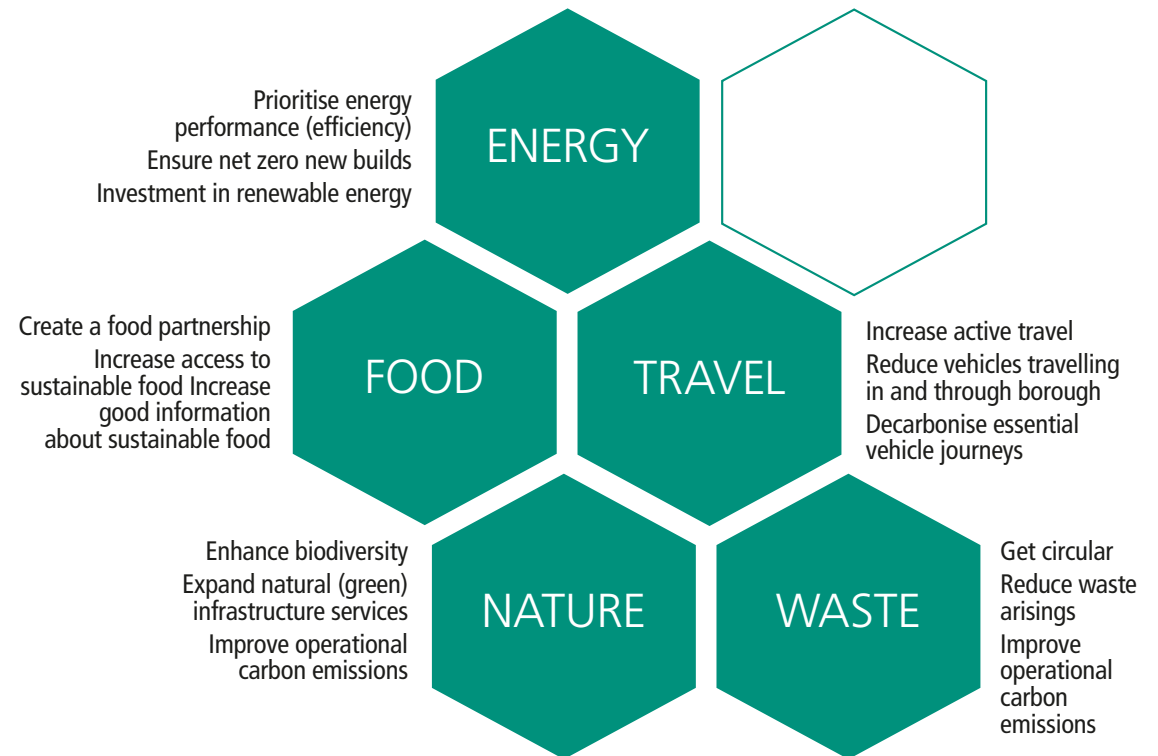 Prioritise energy
performance (efficiency)
Ensure net zero new builds
Investment in renewable energy
ENERGY
Create a food partnership
Increase access to
sustainable food Increase
good information
about sustainable food
FOOD
TRAVEL
Increase active travel
Reduce vehicles travelling
in and through borough
Decarbonise essential
vehicle journeys
Enhance biodiversity
Expand natural (green)
infrastructure services
Improve operational
carbon emissions
NATURE
WASTE
Get circular
Reduce waste
arisings
Improve
operational
carbon
emissions